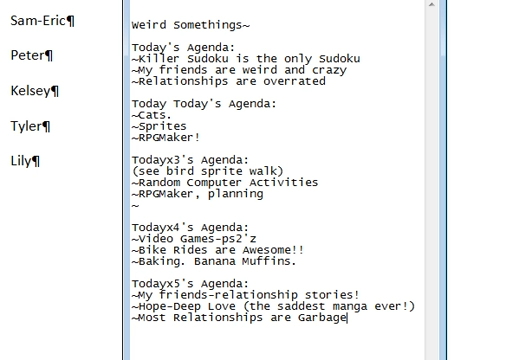 Sam-Eric¶
Peter¶
Kelsey¶
Tyler¶
Lily¶
Weird Somethings~
Today's Agenda:
~Killer Sudoku is the only Sudoku
~My friends are weird and crazy
~Relationships are overrated
Today Today's Agenda:
~Cats.
~Sprites
~RPGMaker!
Todayx3's Agenda:
(see bird sprite walk)
~Random Computer Activities
~RPGMaker, planning
~
Todayx4's Agenda:
~Video Games-ps2'z
~Bike Rides are Awesome!!
~Baking. Banana Muffins.
Todayx5's Agenda:
~My friends-relationship stories!
~Hope-Deep Love (the saddest manga ever!)
~Most Relationships are Garbage